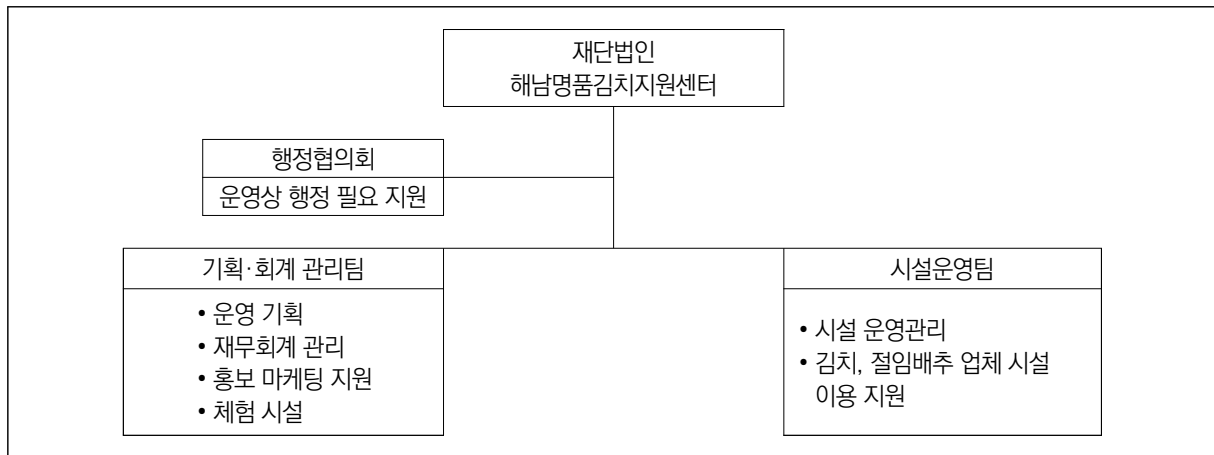 재단법인
해남명품김치지원센터
행정협의회
운영상 행정 필요 지원
기획·회계 관리팀
• 운영 기획
• 재무회계 관리
• 홍보 마케팅 지원
• 체험 시설
시설운영팀
• 시설 운영관리
• 김치, 절임배추 업체 시설
이용 지원